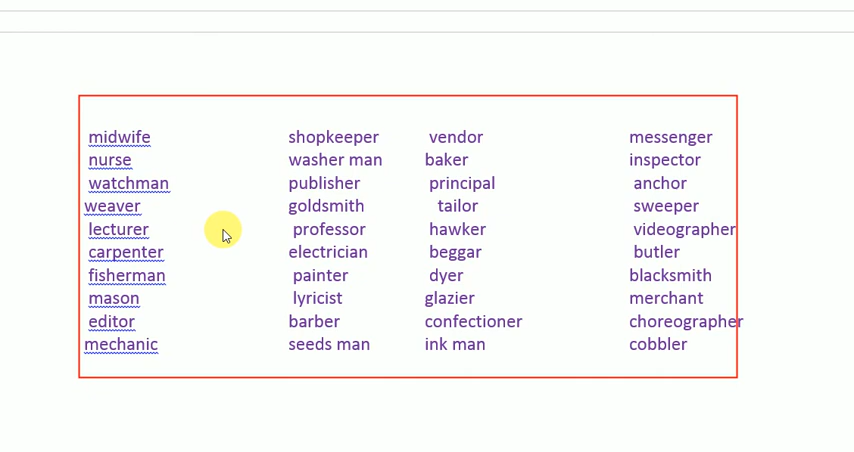 midwife shopkeeper vendor messenger
nurse washer man baker inspector
watchman publisher principal anchor
weaver goldsmith tailor sweeper
lecturer professor hawker videographer
carpenter electrician beggar butler
fisherman painter dyer blacksmith
mason lyricist glazier merchant
editor barber confectioner choreographer
mechanic seeds man ink man cobbler